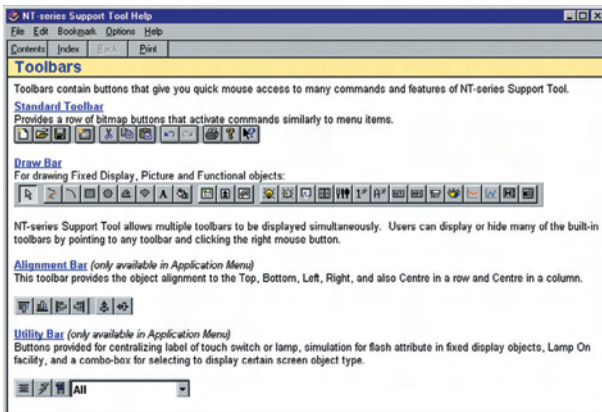 NT-series Support Tool Help
File Edit Bookmark Options Help
Contents Index Back Print
Toolbars
Toolbars contain buttons that give you quick mouse access to many commands and features of NT-series Support Tool.
Standard Toolbar
Provides a row of bitmap buttons that activate commands similarly to menu items.
Draw Bar
For drawing Fixed Display, Picture and Functional objects:
NT-series Support Tool allows multiple toolbars to be displayed simultaneously. Users can display or hide many of the built-in
toolbars by pointing to any toolbar and clicking the right mouse button.
Alignment Bar (only available in Application Menu)
This toolbar provides the object alignment to the Top, Bottom, Left, Right, and also Centre in a row and Centre in a column.
Utility Bar (only available in Application Menu)
Buttons provided for centralizing label of touch switch or lamp, simulation for flash attribute in fixed display objects, Lamp On
facility, and a combo-box for selecting to display certain screen object type.
All